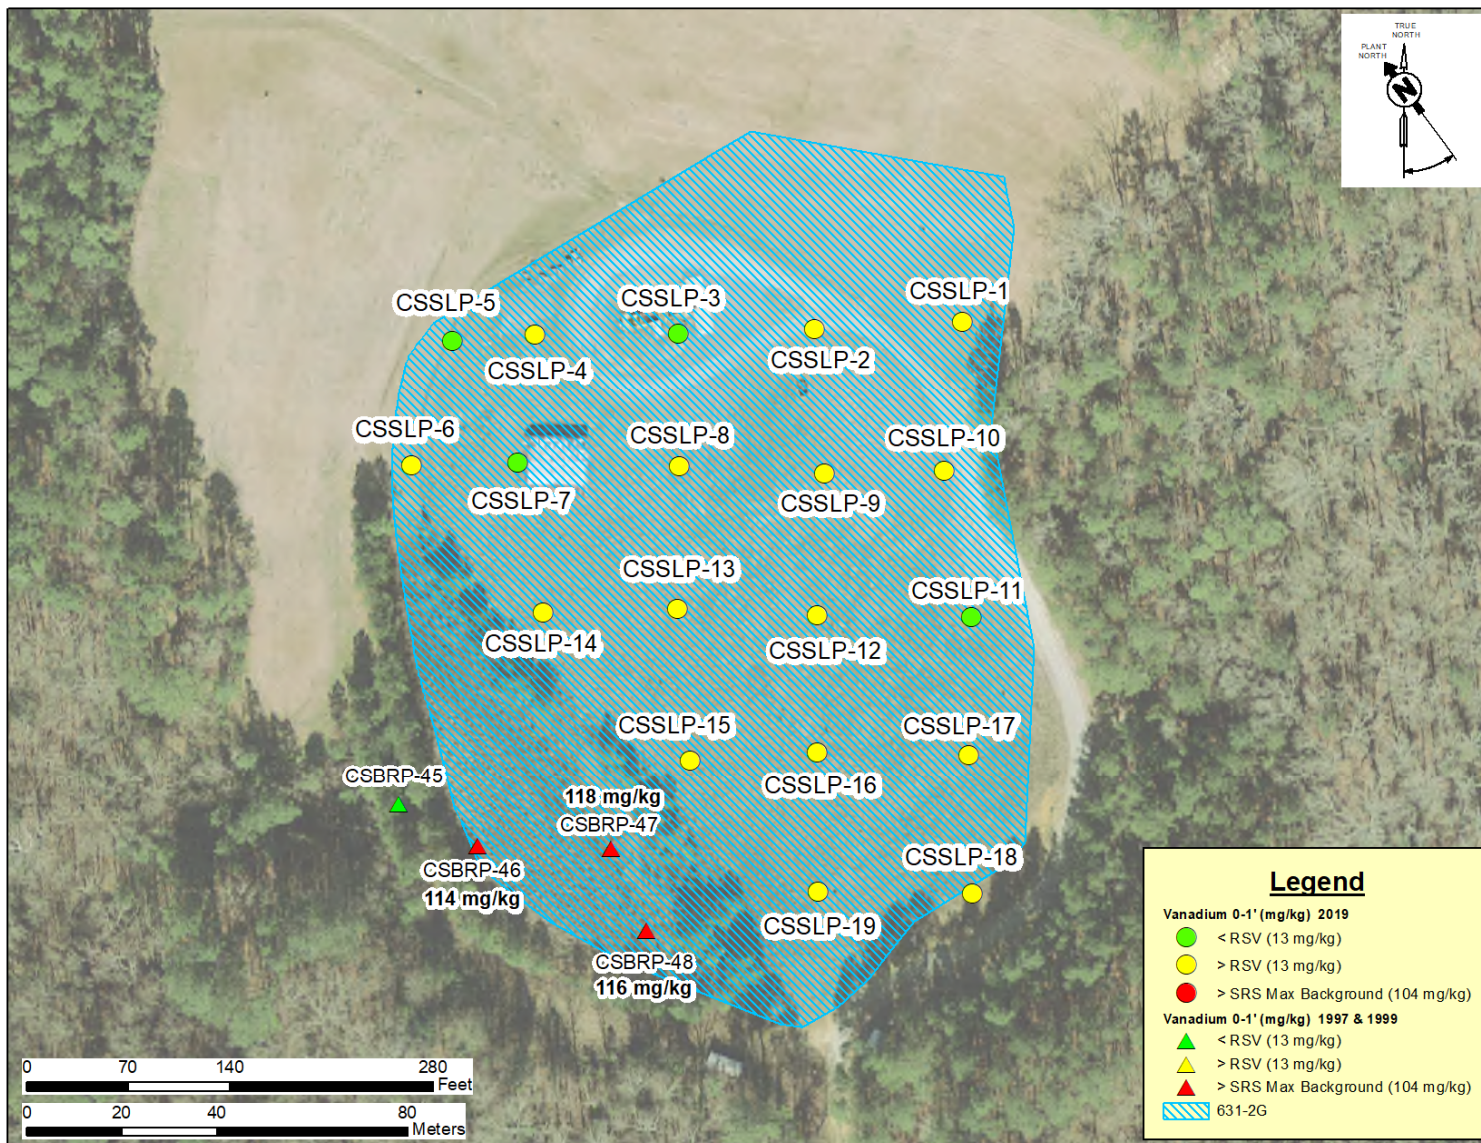 TRUE
NORTH
PLANT
NORTH
N
CSSLP-1
CSSLP-3
CSSLP-5
CSSLP-2
CSSLP-4
CSSLP-6
CSSLP-8
CSSLP-10
CSSLP-7
CSSLP-9
CSSLP-13
CSSLP-11
CSSLP-14
CSSLP-12
CSSLP-15
CSSLP-17
CSBRP-45
CSSLP-16
118 mg/kg
CSBRP-47
CSSLP-18
CSBRP-46
114 mg/kg
CSSLP-19
CSBRP-48
116 mg/kg
Legend
Vanadium 0-1' (mg/kg) 2019
< RSV (13 mg/kg)
> RSV (13 mg/kg)
> SRS Max Background (104 mg/kg)
Vanadium 0-1' (mg/kg) 1997 & 1999
< RSV (13 mg/kg)
> RSV (13 mg/kg)
> SRS Max Background (104 mg/kg)
631-2G
0 70 140 280
Feet
0 20 40 80
Meters